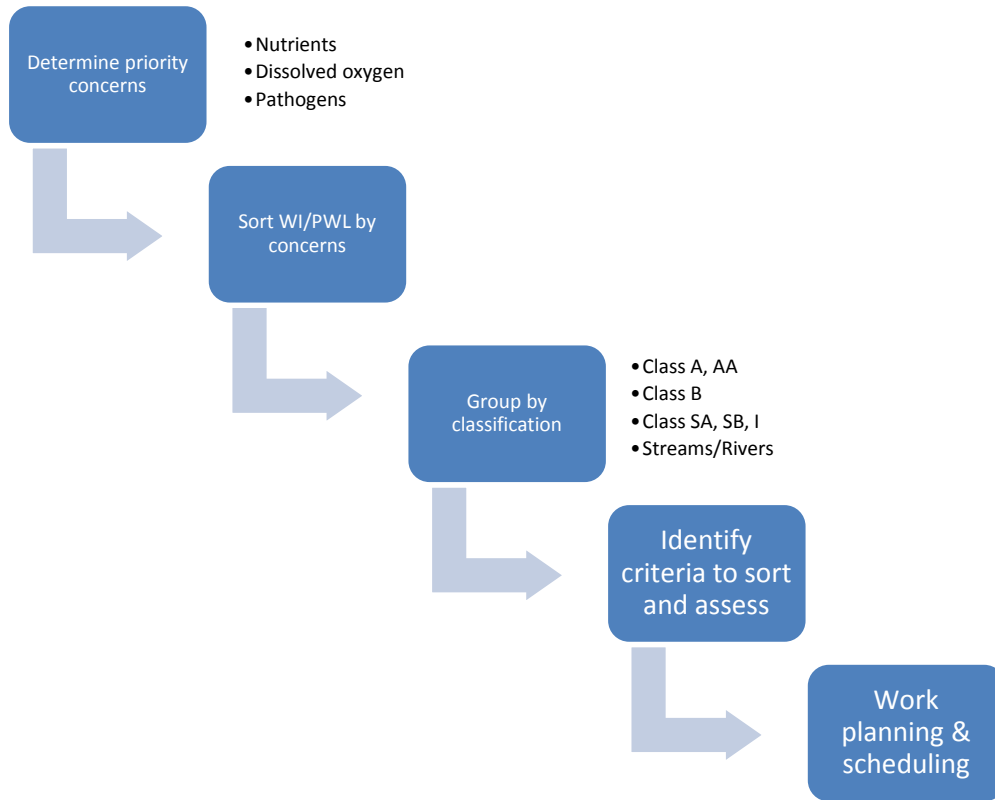 Determine priority
concerns
•Nutrients
•Dissolved oxygen
•Pathogens
Sort WI/PWL by
concerns
Group by
classification
•Class A, AA
•Class B
•Class SA, SB, I
•Streams/Rivers
Identify
criteria to sort
and assess
Work
planning &
scheduling